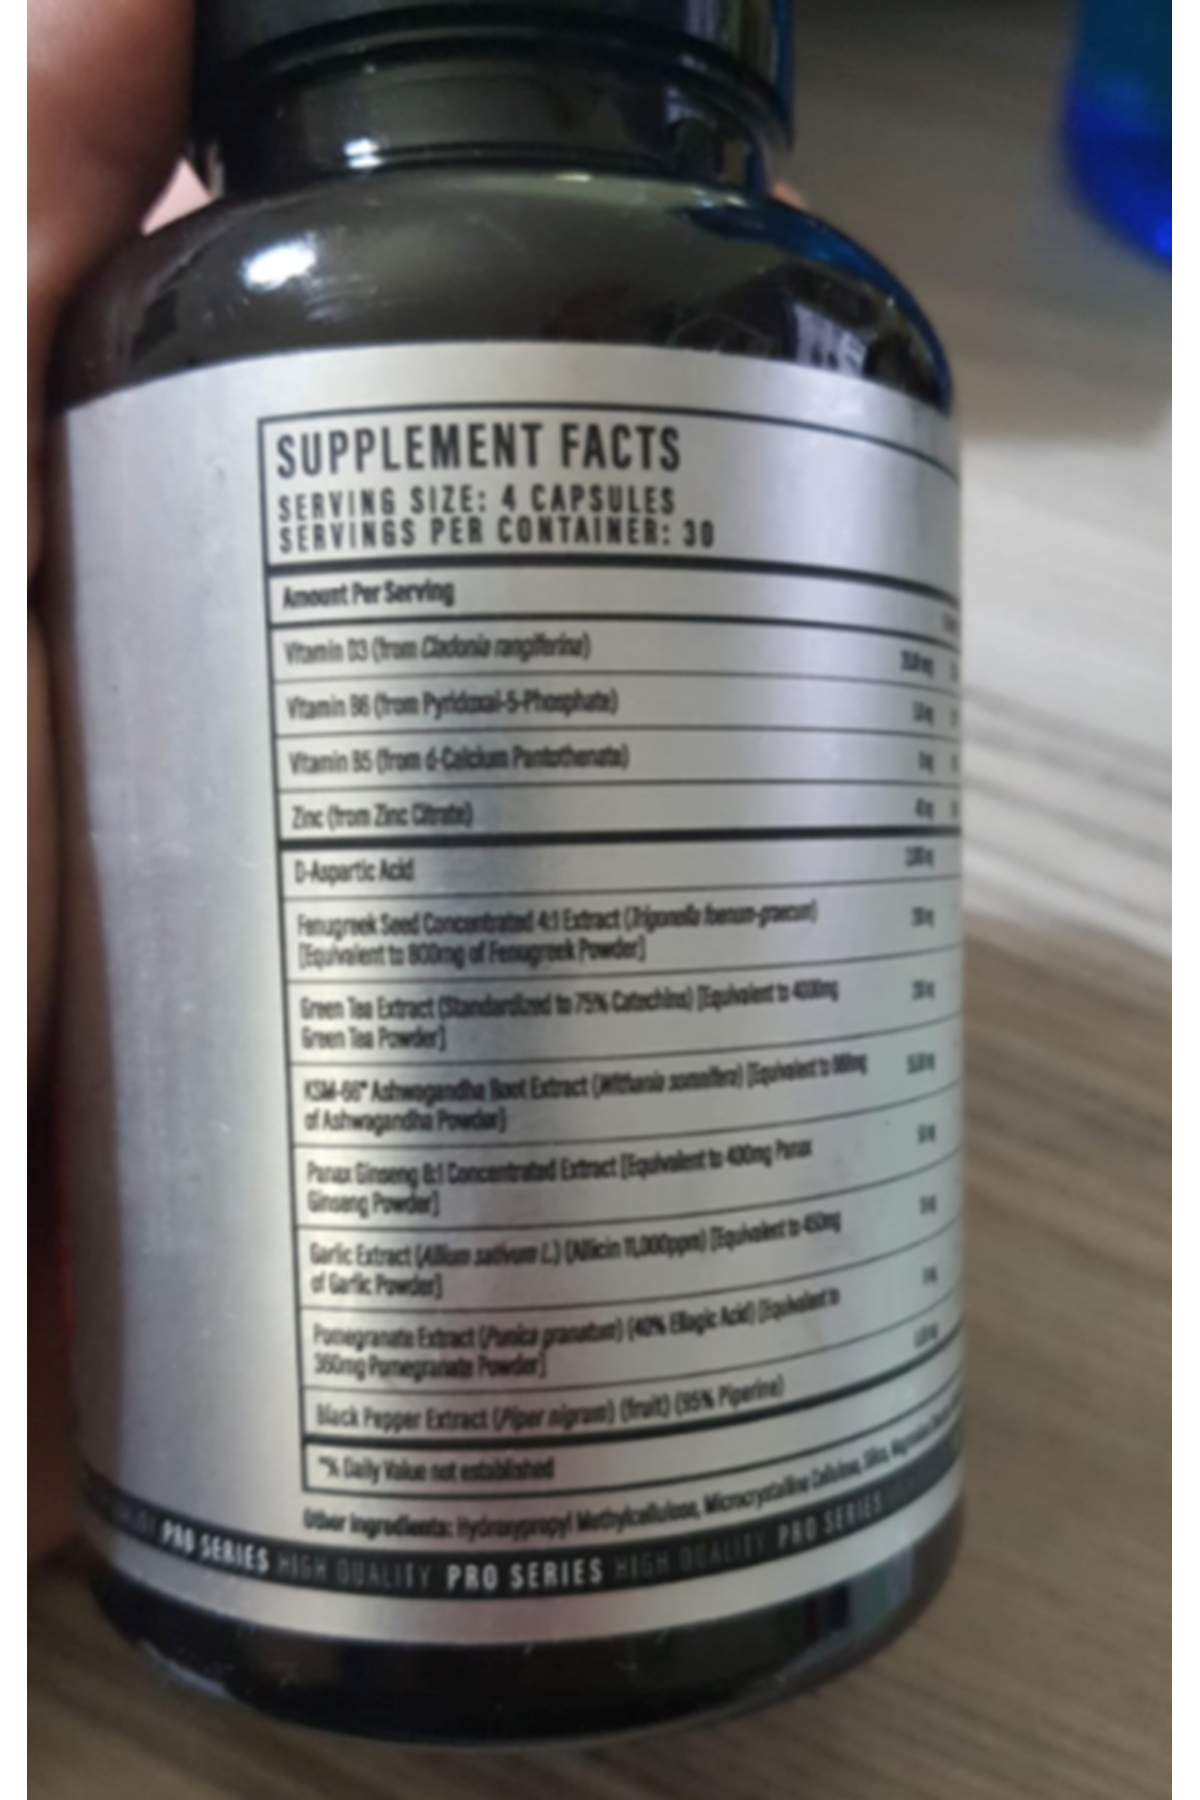 SUPPLEMENT FACTS
SERVING SIZE: 4 CAPSULES
SERVINGS PER CONTAINER: 30
Amount Per Serving
Vitamin D3 (from Cladonia rangiferina)
Vitamin B6 (from Pyridoxal-5-Phosphate)
Vitamin B5 (from d-Calcium Pantothenate)
Zinc (from Zinc Citrate)
D-Aspartic Acid
Fenugreek Seed Concentrated 4:1 Extract (Trigonella foenum-graecum)
[Equivalent to 800mg of Fenugreek Powder]
Green Tea Extract (Standardized to 75% Catechins) [Equivalent to 4000mg
Green Tea Powder]
KSM-66® Ashwagandha Root Extract (Withania somnifera) [Equivalent to
of Ashwagandha Powder]
Panax Ginseng 8:1 Concentrated Extract [Equivalent to 400mg Panax
Ginseng Powder]
Garlic Extract (Allium sativum L.) (Allicin 11,000ppm) [Equivalent to 450mg
of Garlic Powder]
Pomegranate Extract (Punica granatum) (40% Ellagic Acid) [Equivalent to
360mg Pomegranate Powder]
Black Pepper Extract (Piper nigrum) (fruit) (95% Piperine)
*% Daily Value not established
Other Ingredients: Hydroxypropyl Methylcellulose, Microcrystalline Cellulose, Silica,
PRO SERIES HIGH QUALITY PRO SERIES HIGH QUALITY PRO SERIES